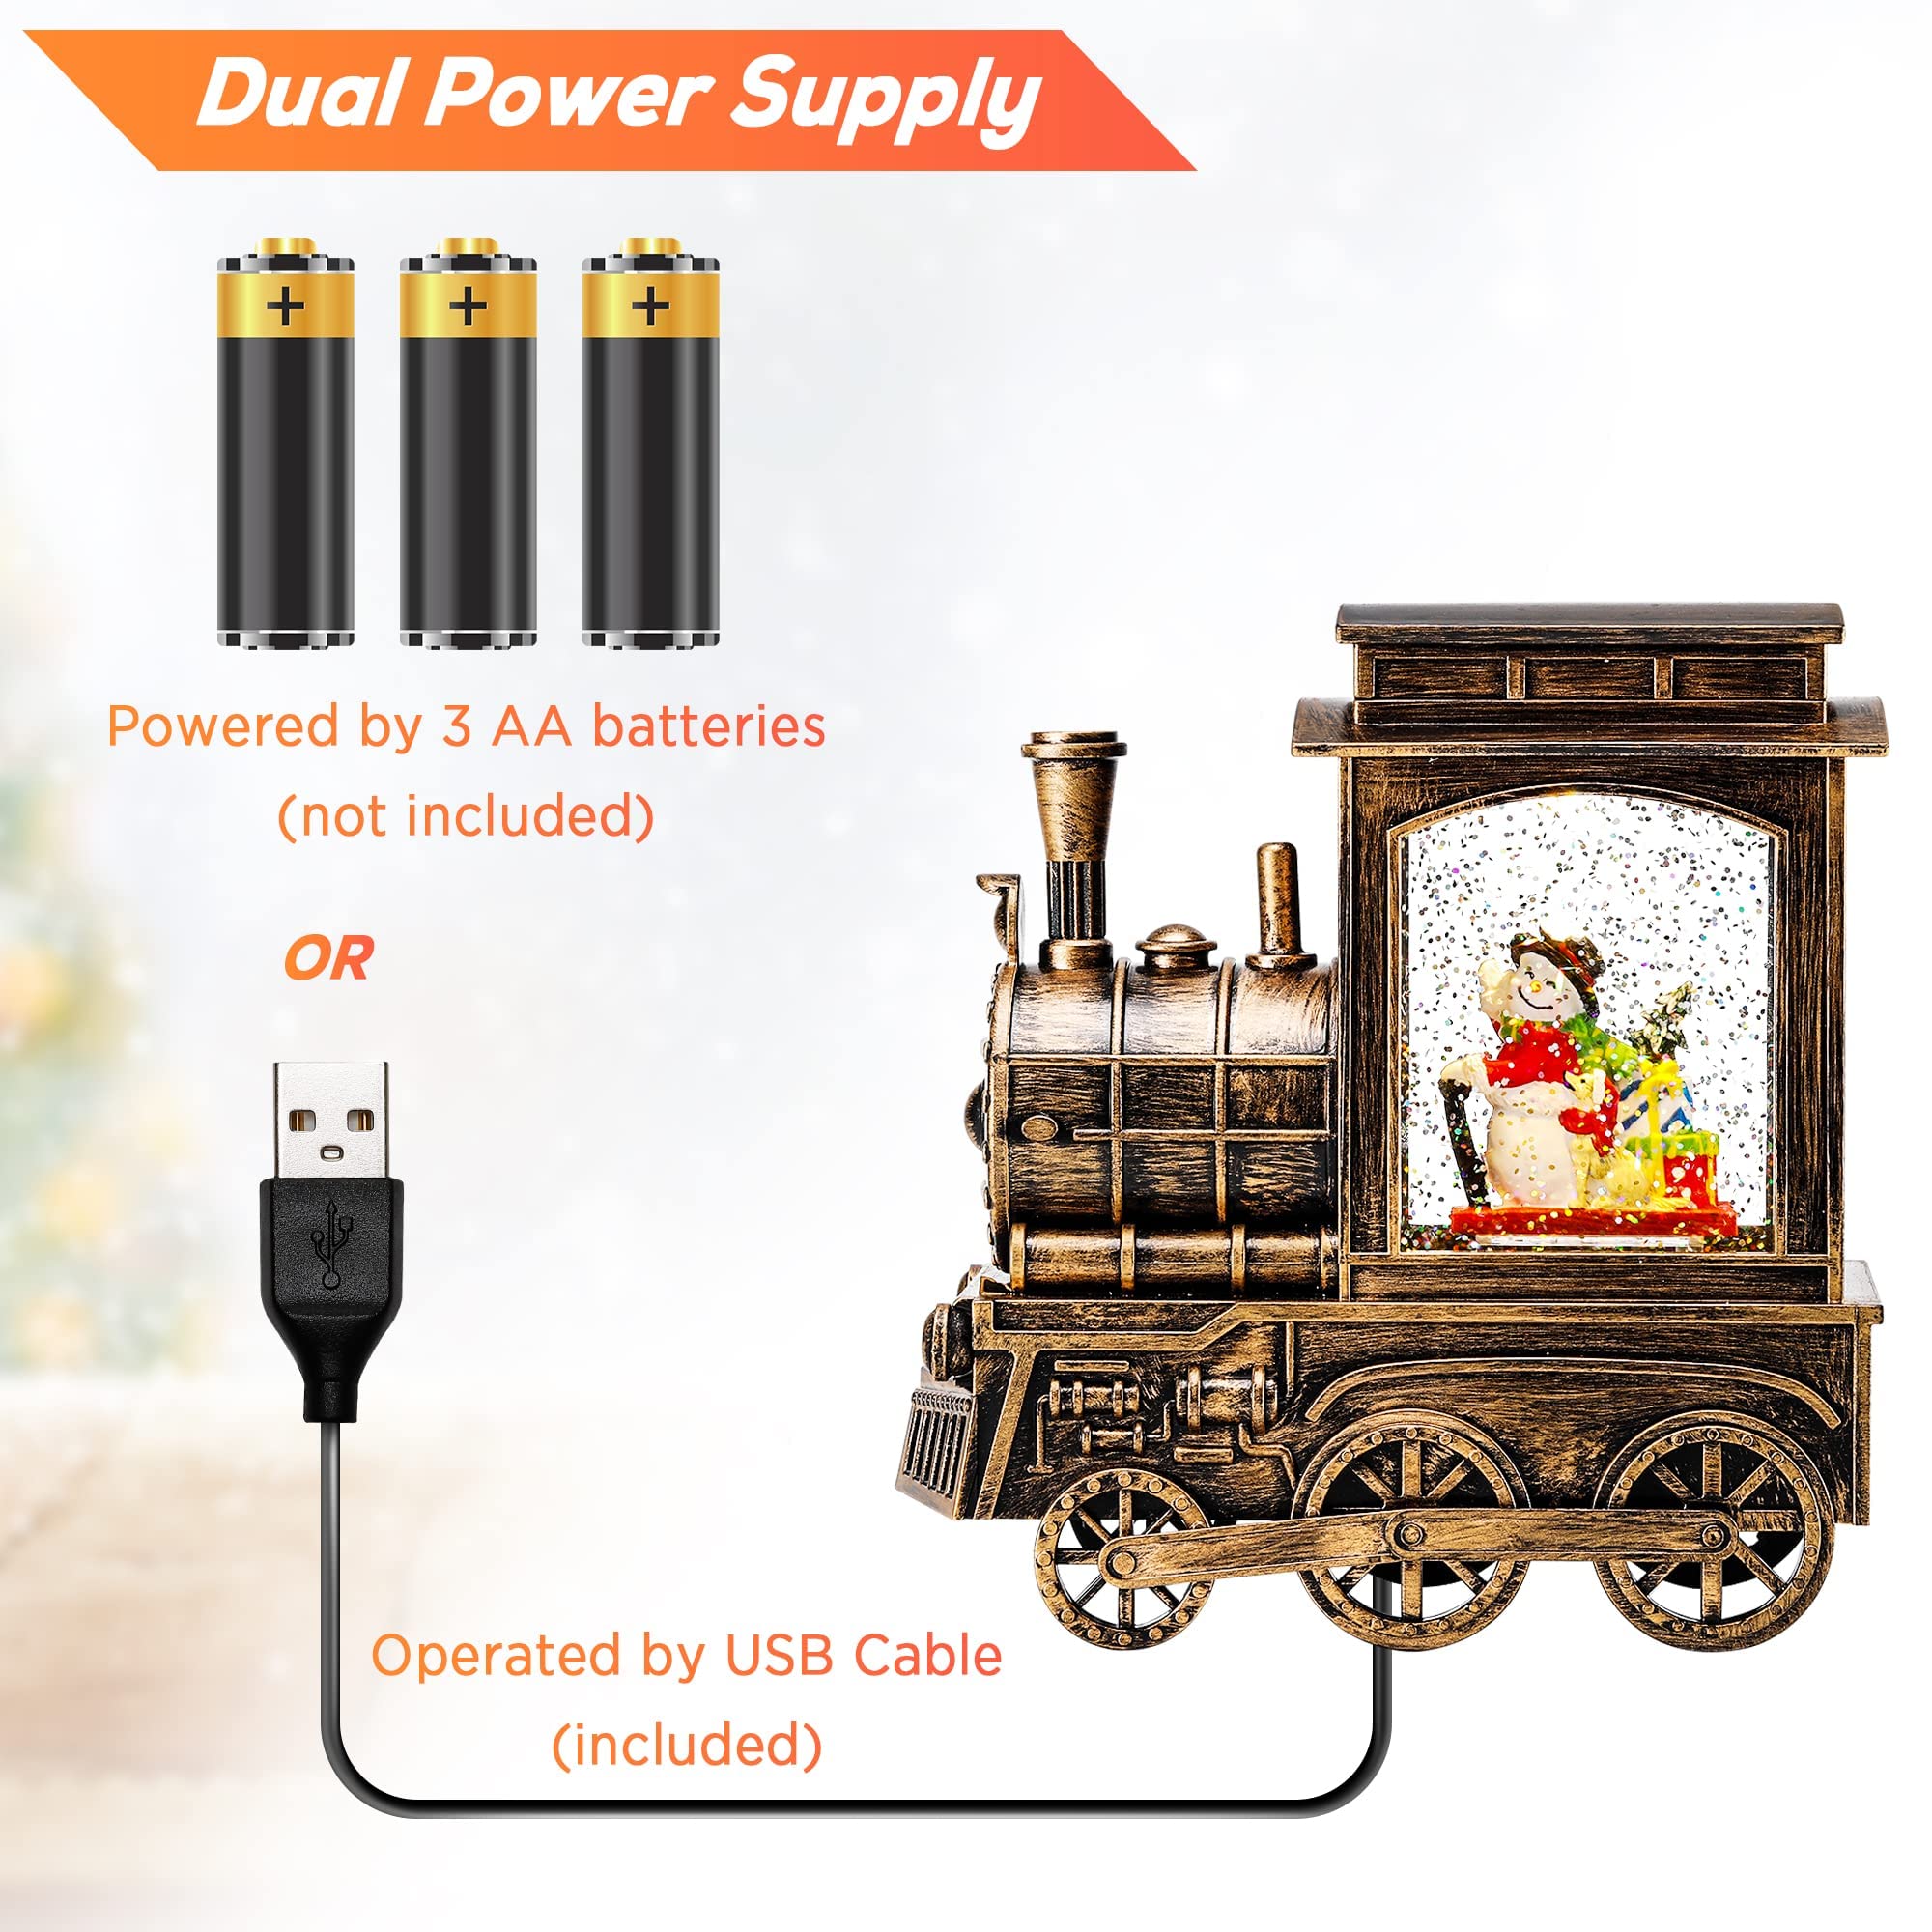 Dual Power Supply
Powered by 3 AA batteries
(not included)
OR
Operated by USB Cable
(included)